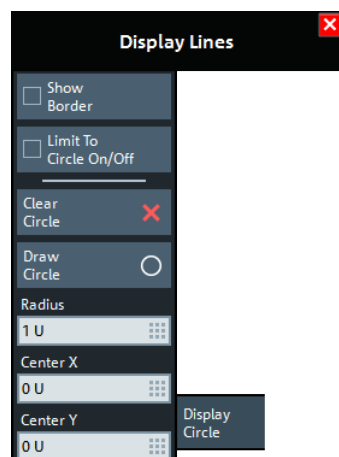 Display Lines
Show
Border
Limit To
Circle On/Off
Clear
Circle
Draw
Circle
Radius
1 U
Center X
0 U
Center Y
0 U
Display
Circle